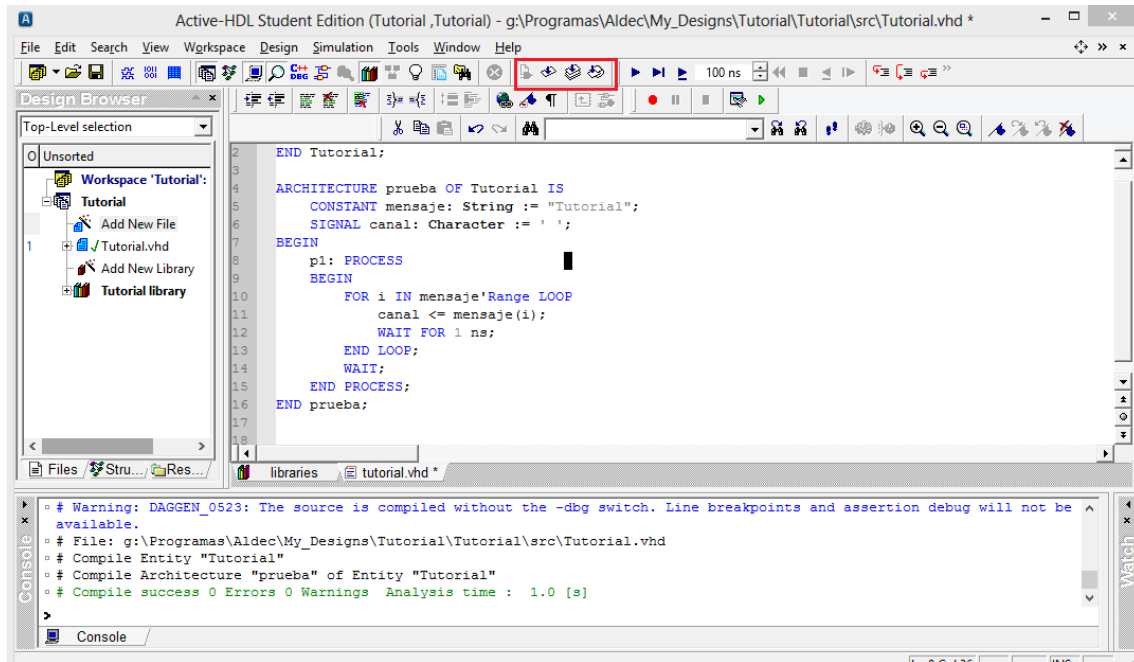 Active-HDL Student Edition (Tutorial ,Tutorial) - g:\Programas\Aldec\My_Designs\Tutorial\Tutorial\src\Tutorial.vhd *
File Edit Search View Workspace Design Simulation Tools Window Help
100 ns
Design Browser
Top-Level selection
Unsorted
Workspace 'Tutorial':
Tutorial
Add New File
1 Tutorial.vhd
Add New Library
Tutorial library
Files Stru... Res...
2 END Tutorial;
3
4 ARCHITECTURE prueba OF Tutorial IS
5 CONSTANT mensaje: String := "Tutorial";
6 SIGNAL canal: Character := ' ';
7 BEGIN
8 p1: PROCESS
9 BEGIN
10 FOR i IN mensaje'Range LOOP
11 canal <= mensaje(i);
12 WAIT FOR 1 ns;
13 END LOOP;
14 WAIT;
15 END PROCESS;
16 END prueba;
17
18
libraries tutorial.vhd *
# Warning: DAGGEN_0523: The source is compiled without the -dbg switch. Line breakpoints and assertion debug will not be
available.
# File: g:\Programas\Aldec\My_Designs\Tutorial\Tutorial\src\Tutorial.vhd
# Compile Entity "Tutorial"
# Compile Architecture "prueba" of Entity "Tutorial"
# Compile success 0 Errors 0 Warnings Analysis time : 1.0 [s]
>
Console
Console
Watch